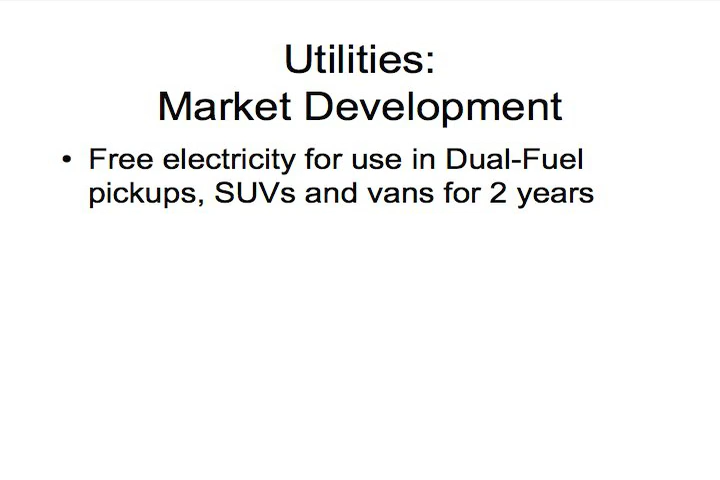 Utilities:
Market Development
• Free electricity for use in Dual-Fuel
pickups, SUVs and vans for 2 years